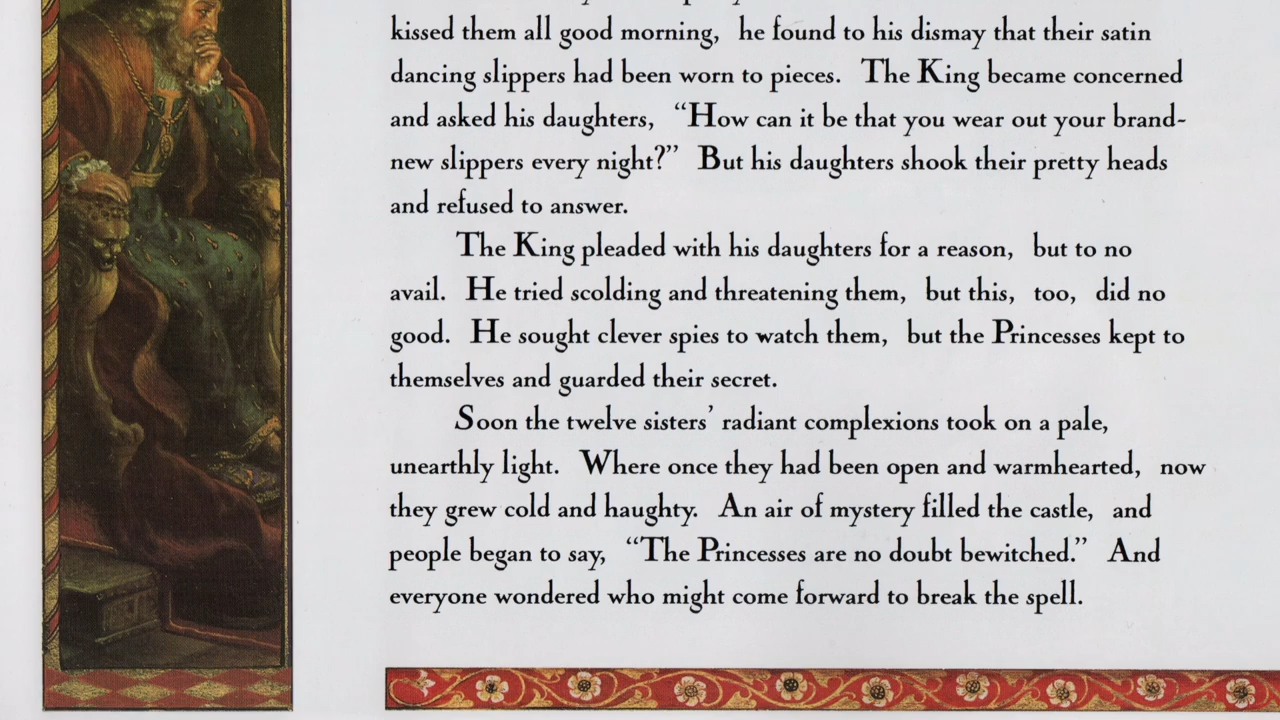 kissed them all good morning, he found to his dismay that their satin
dancing slippers had been worn to pieces. The King became concerned
and asked his daughters, “How can it be that you wear out your brand-
new slippers every night?” But his daughters shook their pretty heads
and refused to answer.
The King pleaded with his daughters for a reason, but to no
avail. He tried scolding and threatening them, but this, too, did no
good. He sought clever spies to watch them, but the Princesses kept to
themselves and guarded their secret.
Soon the twelve sisters’ radiant complexions took on a pale,
unearthly light. Where once they had been open and warmhearted, now
they grew cold and haughty. An air of mystery filled the castle, and
people began to say, “The Princesses are no doubt bewitched.” And
everyone wondered who might come forward to break the spell.